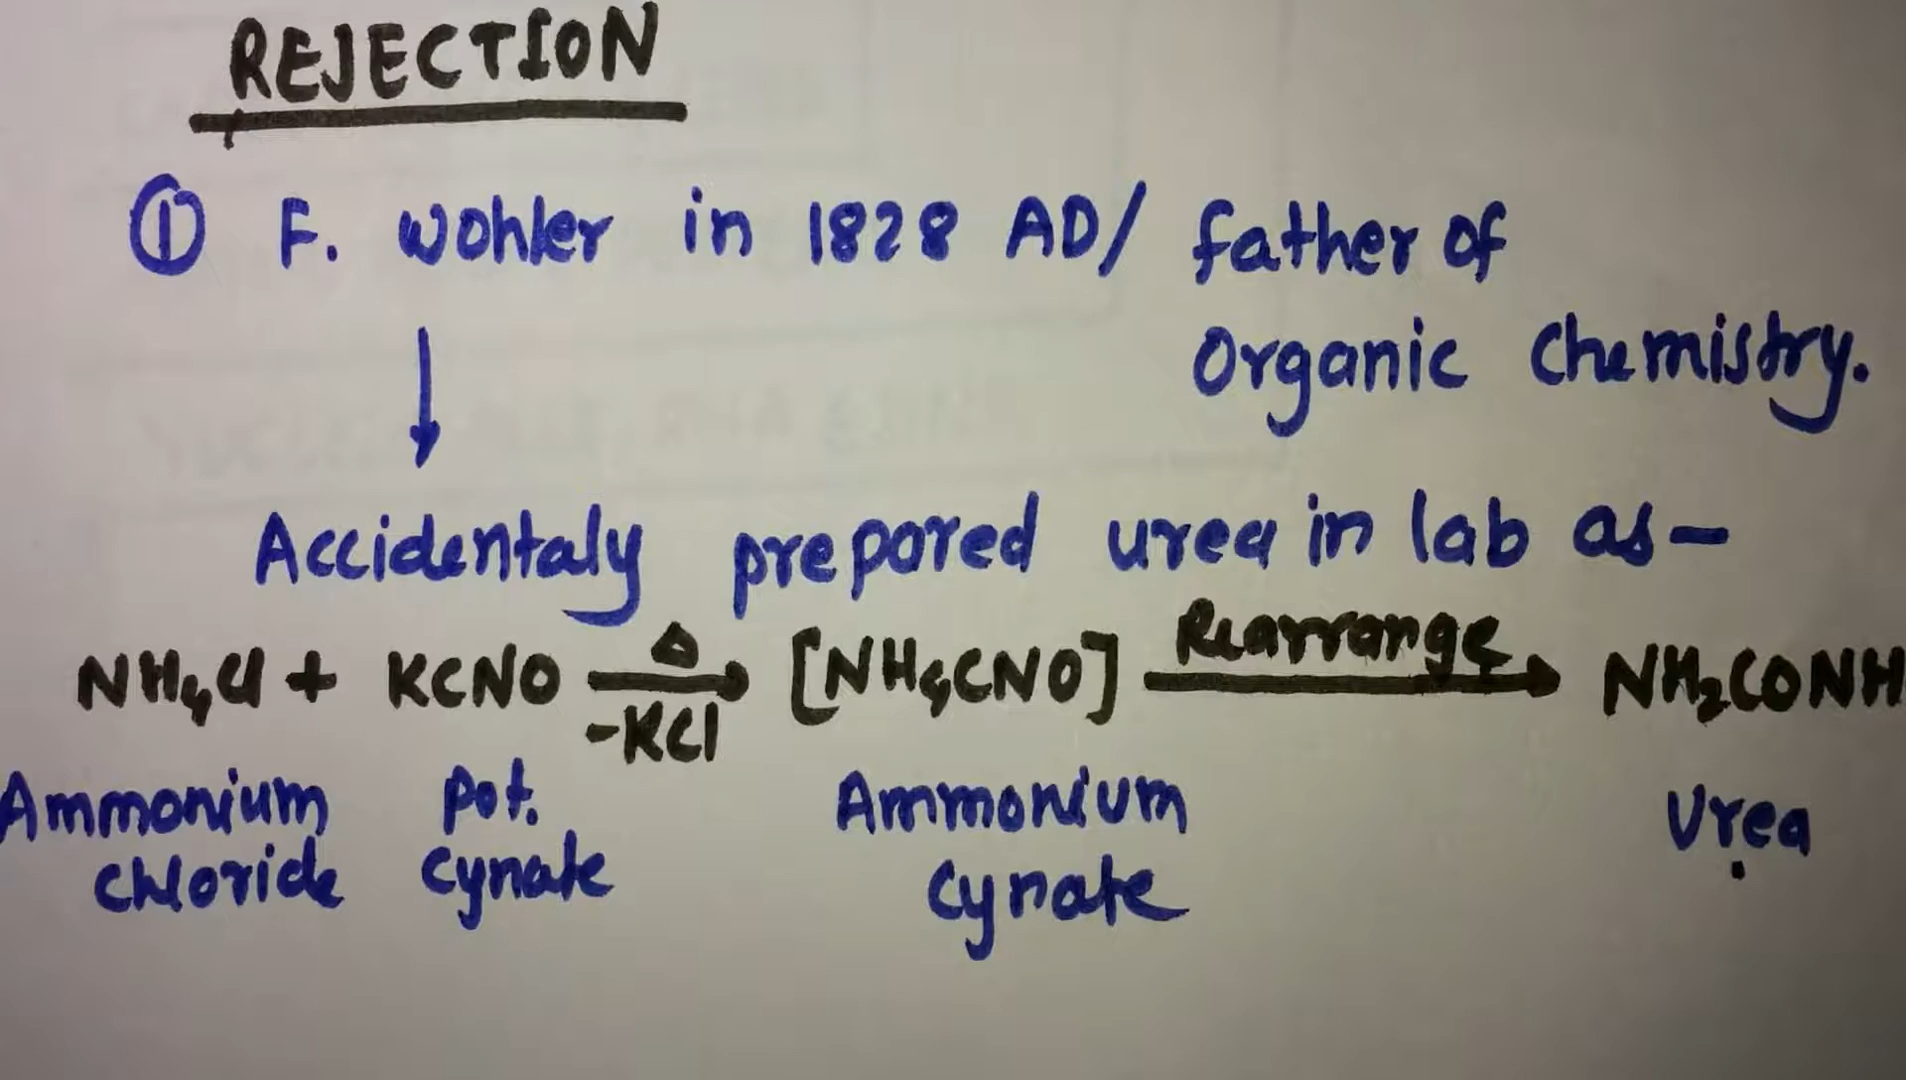 REJECTION
① F. Wohler in 1828 AD/ father of
Organic Chemistry.
↓
Accidentaly prepored urea in lab as-
NH₄Cl + KCNO Δ -KCl → [NH₄CNO] Rearrange → NH₂CONH
Ammonium Pot. Ammonium Urea
chloride Cynate Cynate